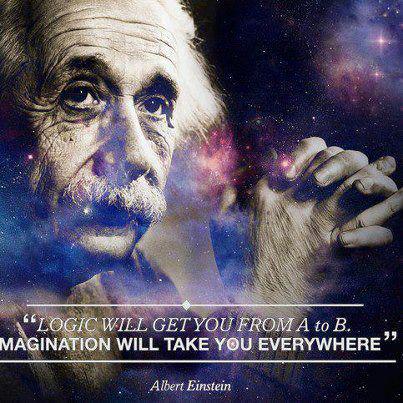 “LOGIC WILL GET YOU FROM A to B.
MAGINATION WILL TAKE YOU EVERYWHERE”
Albert Einstein